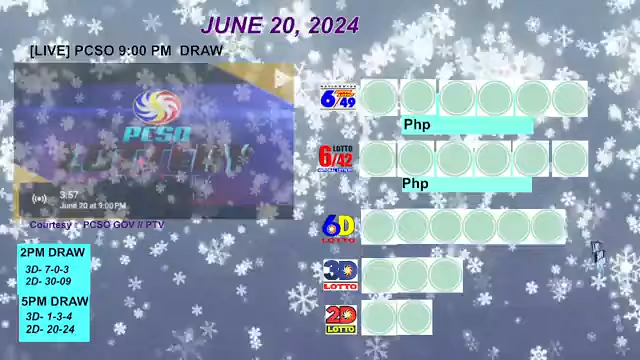 JUNE 20, 2024
[LIVE] PCSO 9:00 PM DRAW
PCSO
3:57
June 20 at 9:00 PM
Courtesy : PCSO GOV // PTV
2PM DRAW
3D- 7-0-3
2D- 30-09
5PM DRAW
3D- 1-3-4
2D- 20-24
6/49
Php
LOTTO
6/42
Php
6D
LOTTO
3D
LOTTO
2D
LOTTO